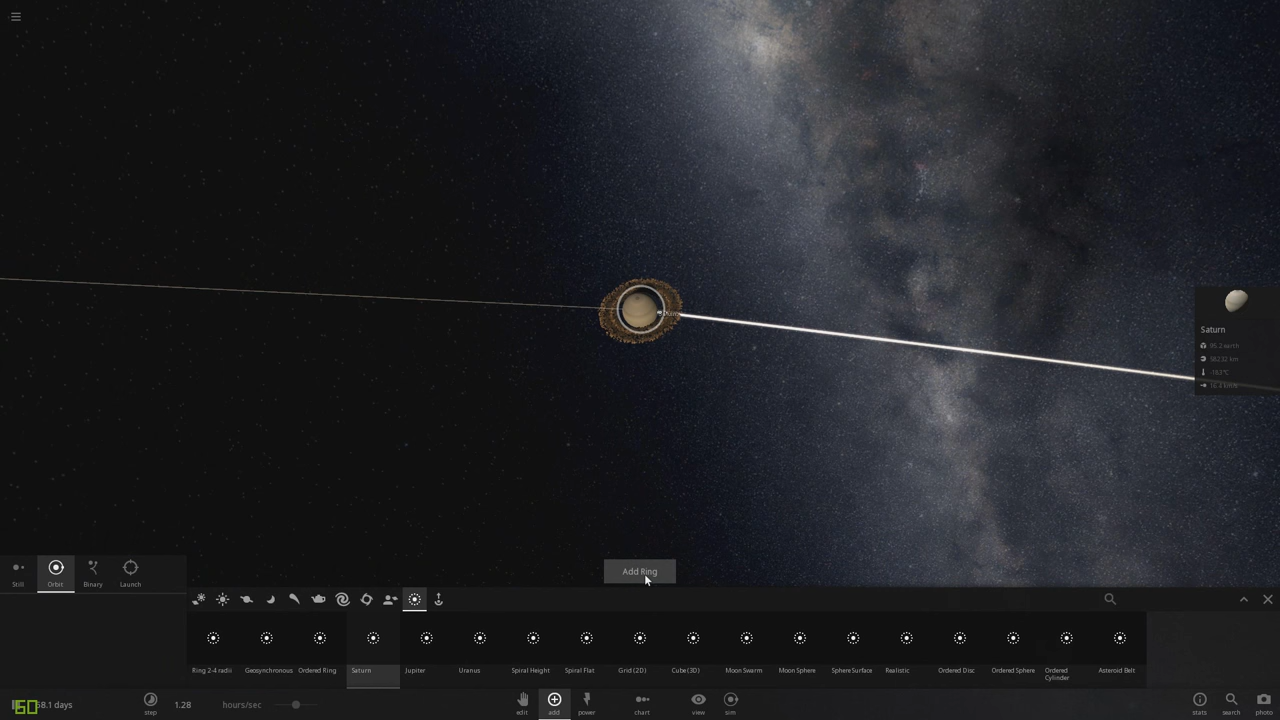 Saturn
95.2 earth
58232 km
-182°C
Add Ring
Still
Orbit
Binary
Launch
Ring 2-4 radii
Geosynchronous
Ordered Ring
Saturn
Jupiter
Uranus
Spiral Height
Spiral Flat
Grid (2D)
Cube (3D)
Moon Swarm
Moon Sphere
Sphere Surface
Realistic
Ordered Disc
Ordered Sphere
Ordered
Cylinder
Asteroid Belt
60
58.1 days
step
1.28
hours/sec
edit
add
power
chart
view
sim
stats
search
photo